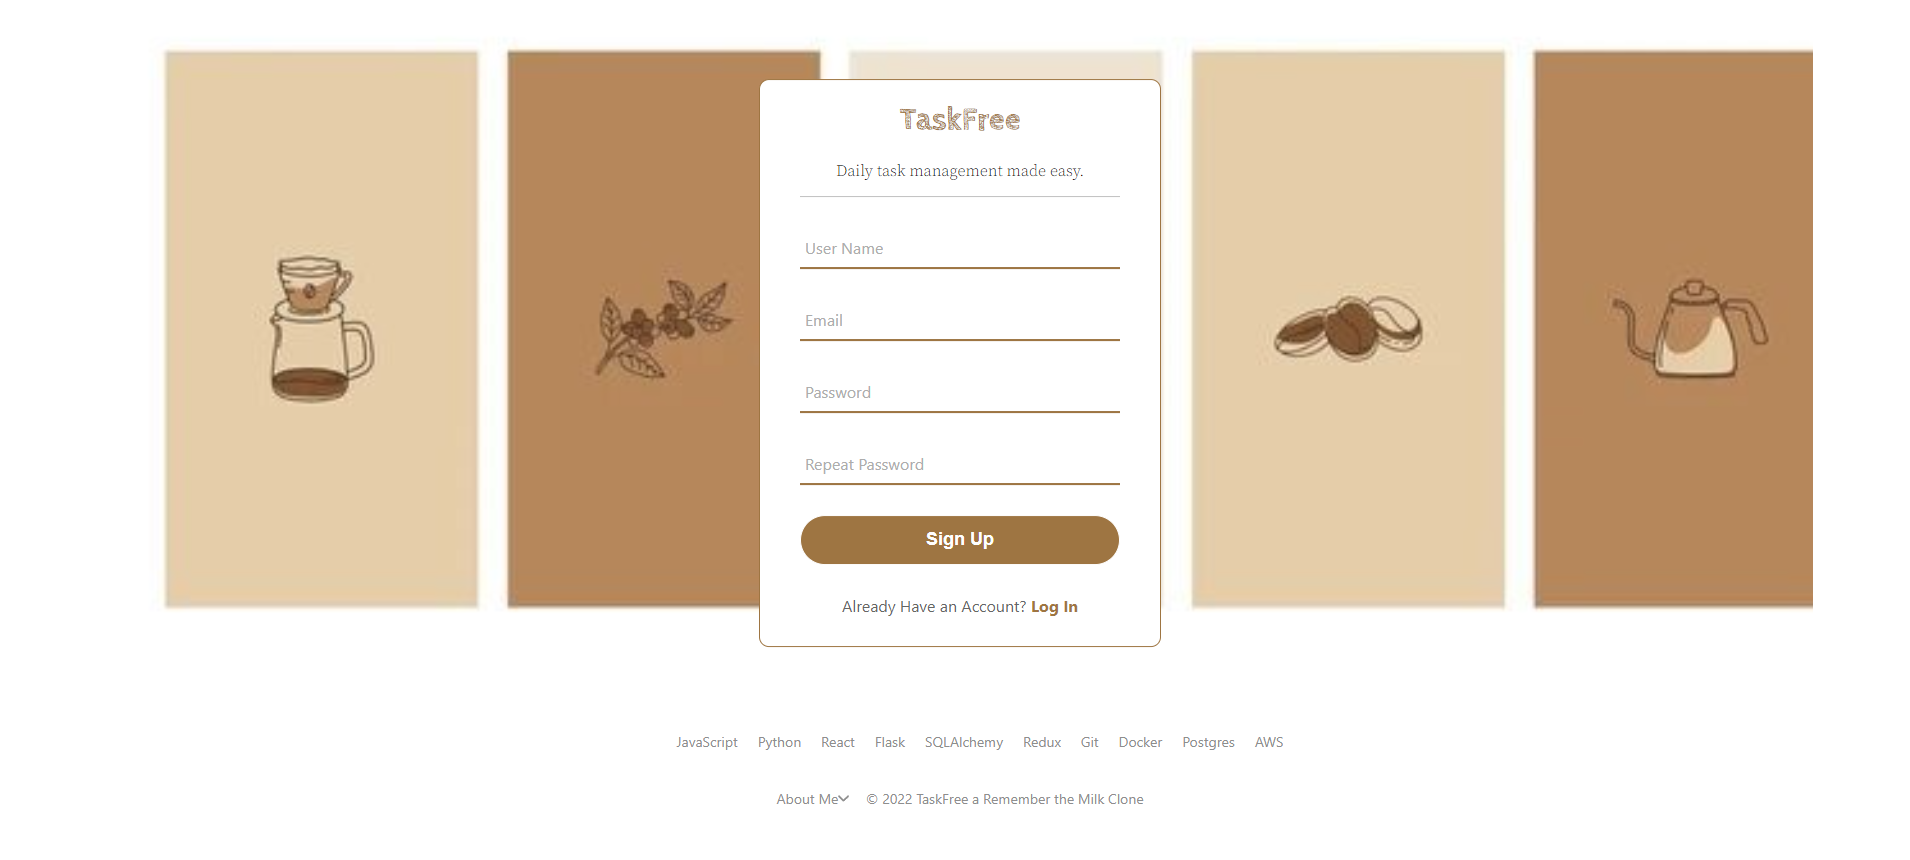 TaskFree
Daily task management made easy.
User Name
Email
Password
Repeat Password
Sign Up
Already Have an Account? Log In
JavaScript Python React Flask SQLAlchemy Redux Git Docker Postgres AWS
About Me © 2022 TaskFree a Remember the Milk Clone